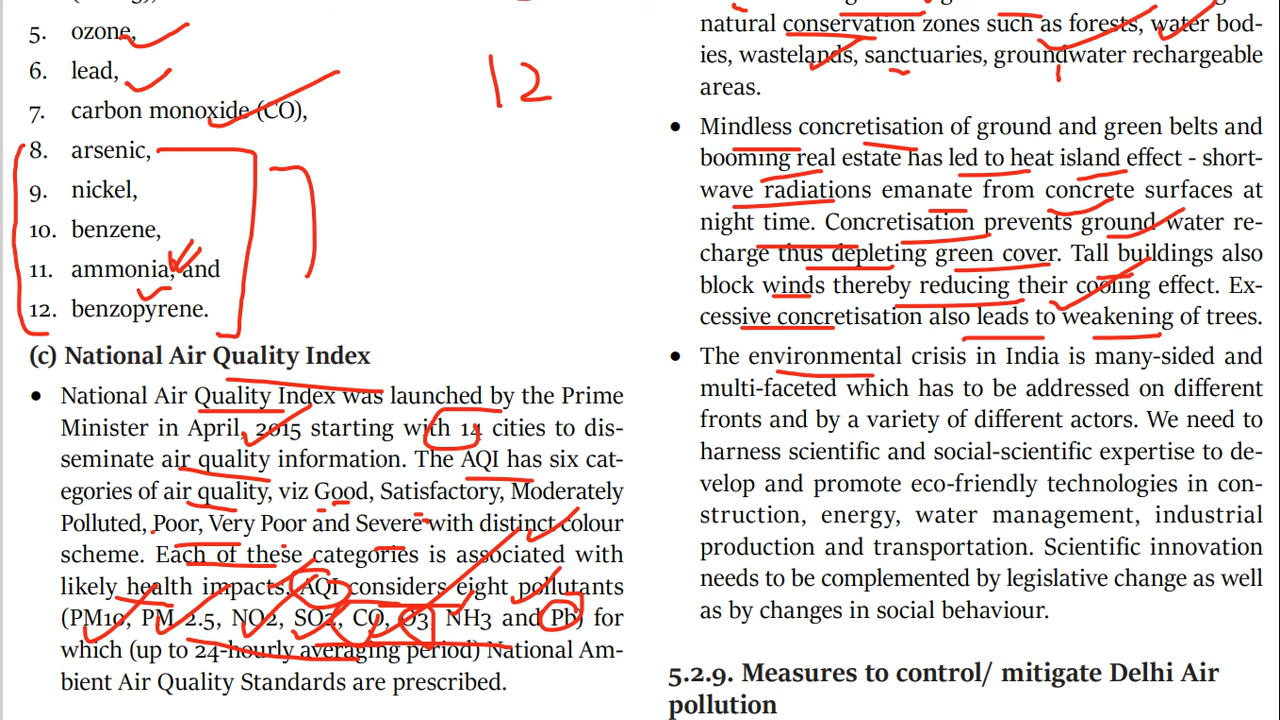 5. ozone,
6. lead,
7. carbon monoxide (CO),
8. arsenic,
9. nickel,
10. benzene,
11. ammonia, and
12. benzopyrene.
(c) National Air Quality Index
• National Air Quality Index was launched by the Prime
Minister in April, 2015 starting with 14 cities to dis-
seminate air quality information. The AQI has six cat-
egories of air quality, viz Good, Satisfactory, Moderately
Polluted, Poor, Very Poor and Severe with distinct colour
scheme. Each of these categories is associated with
likely health impacts. AQI considers eight pollutants
(PM10, PM 2.5, NO2, SO2, CO, O3, NH3 and Pb) for
which (up to 24-hourly averaging period) National Am-
bient Air Quality Standards are prescribed.
12
natural conservation zones such as forests, water bod-
ies, wastelands, sanctuaries, groundwater rechargeable
areas.
• Mindless concretisation of ground and green belts and
booming real estate has led to heat island effect - short-
wave radiations emanate from concrete surfaces at
night time. Concretisation prevents ground water re-
charge thus depleting green cover. Tall buildings also
block winds thereby reducing their cooling effect. Ex-
cessive concretisation also leads to weakening of trees.
• The environmental crisis in India is many-sided and
multi-faceted which has to be addressed on different
fronts and by a variety of different actors. We need to
harness scientific and social-scientific expertise to de-
velop and promote eco-friendly technologies in con-
struction, energy, water management, industrial
production and transportation. Scientific innovation
needs to be complemented by legislative change as well
as by changes in social behaviour.
5.2.9. Measures to control/ mitigate Delhi Air
pollution